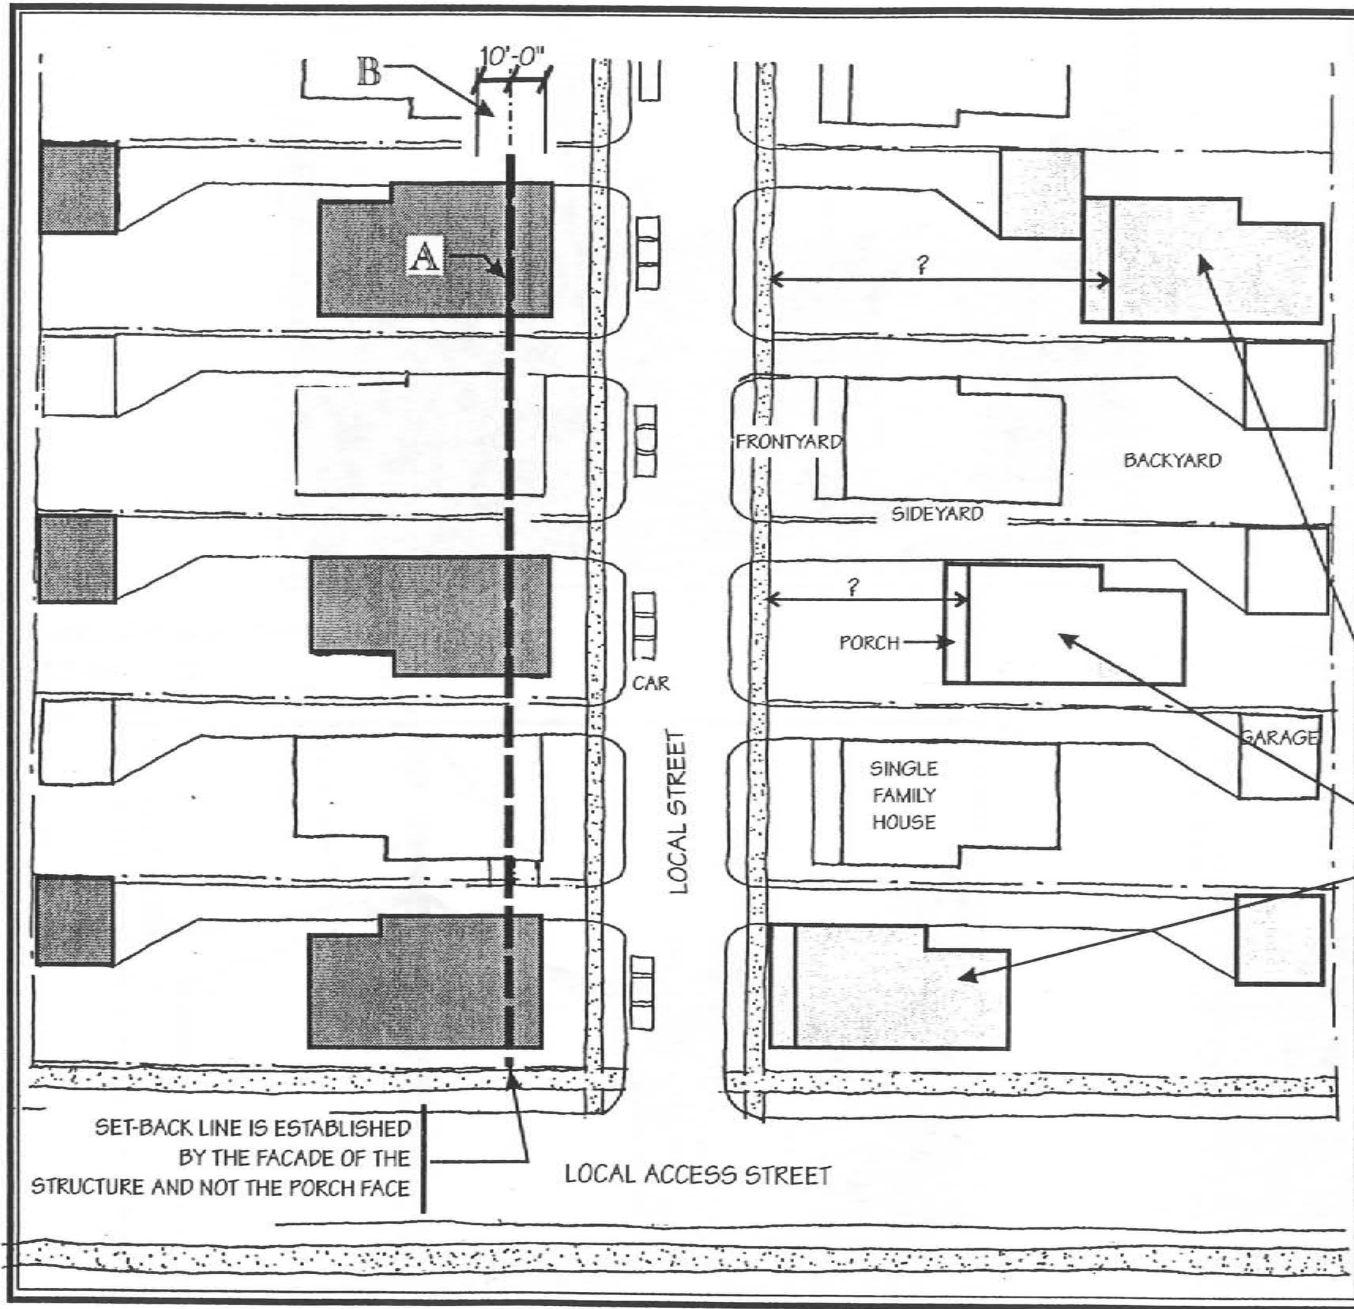 10'-0"
B
A
?
FRONTYARD
BACKYARD
SIDEYARD
?
PORCH
CAR
GARAGE
SINGLE
FAMILY
HOUSE
LOCAL STREET
SET-BACK LINE IS ESTABLISHED
BY THE FACADE OF THE
STRUCTURE AND NOT THE PORCH FACE
LOCAL ACCESS STREET